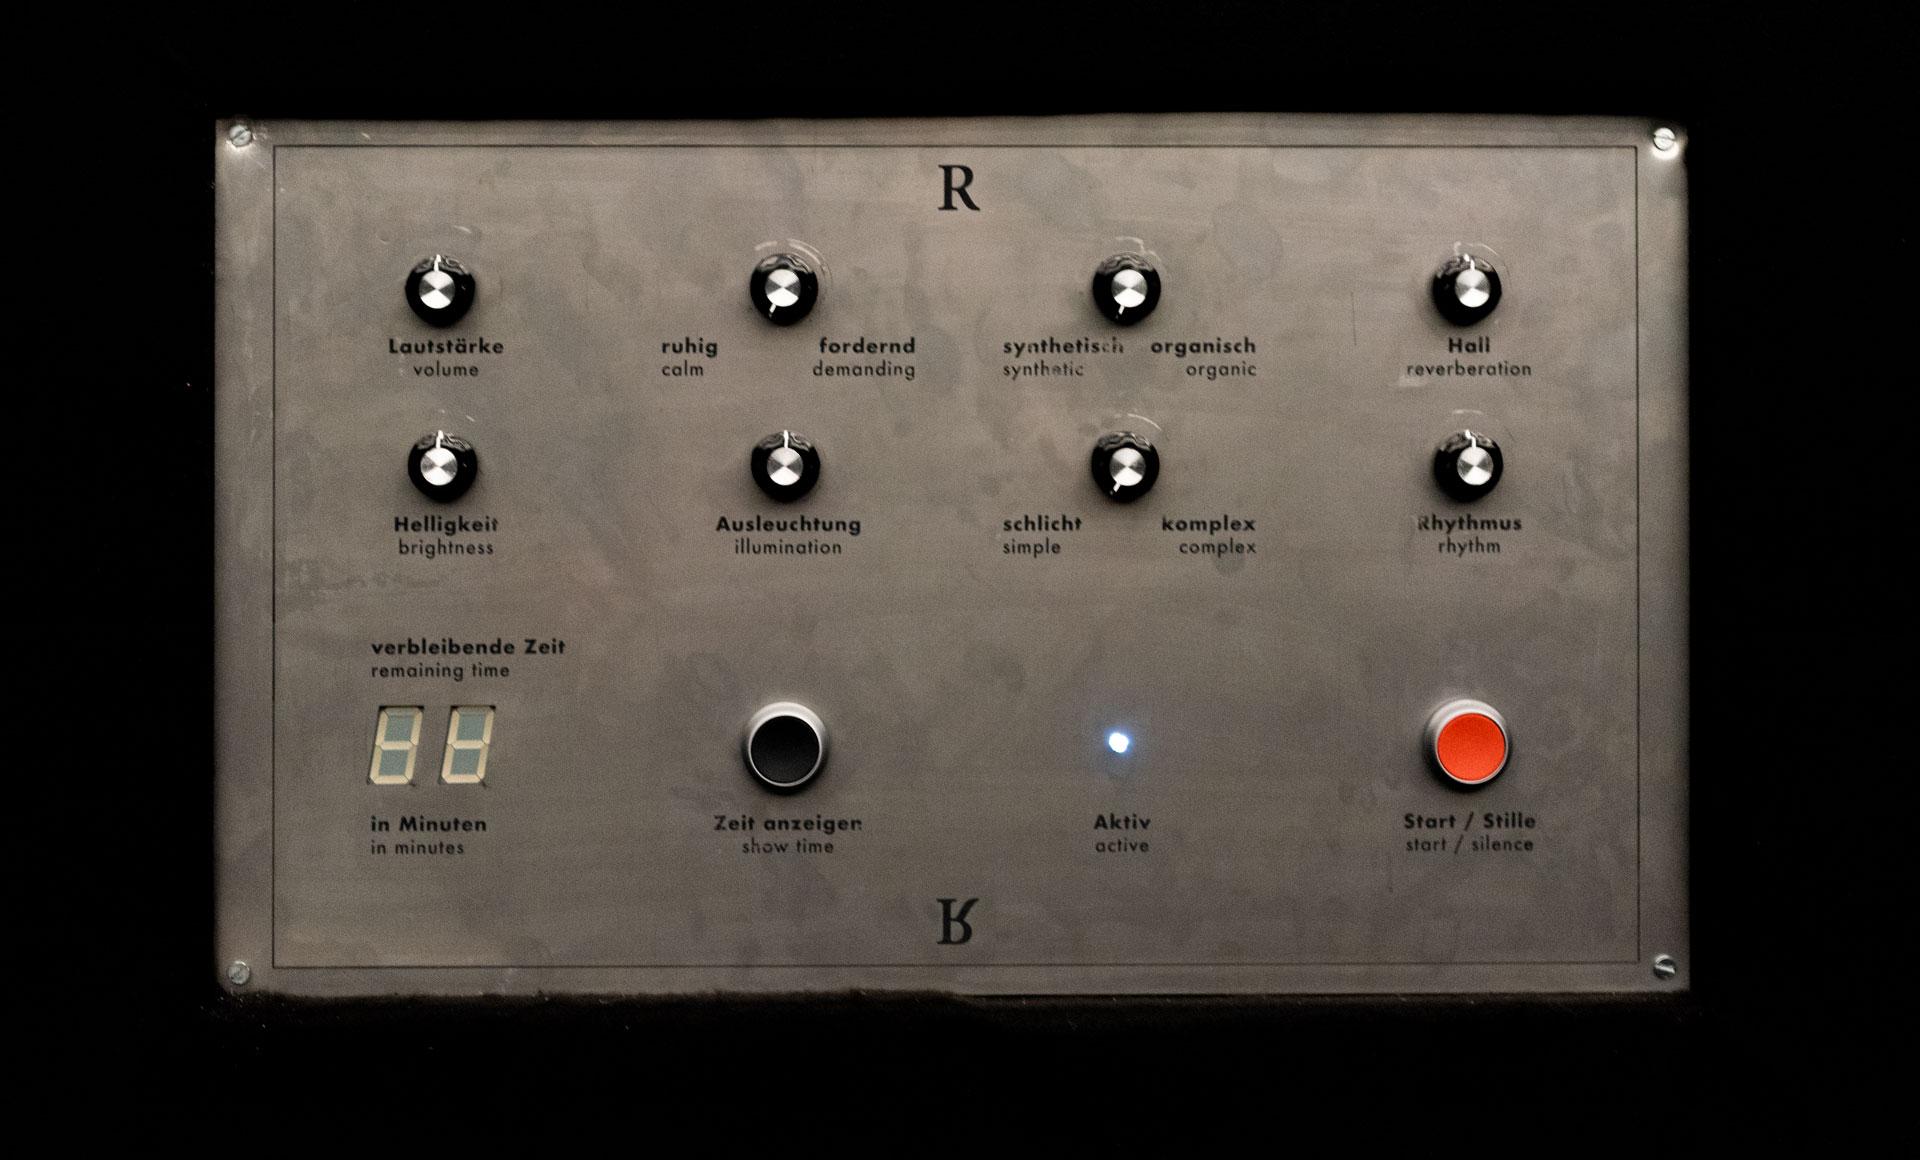 R
Lautstärke
volume
ruhig fordernd
calm demanding
synthetisch organisch
synthetic organic
Hall
reverberation
Helligkeit
brightness
Ausleuchtung
illumination
schlicht komplex
simple complex
Rhythmus
rhythm
verbleibende Zeit
remaining time
in Minuten
in minutes
Zeit anzeigen
show time
Aktiv
active
Start / Stille
start / silence
R